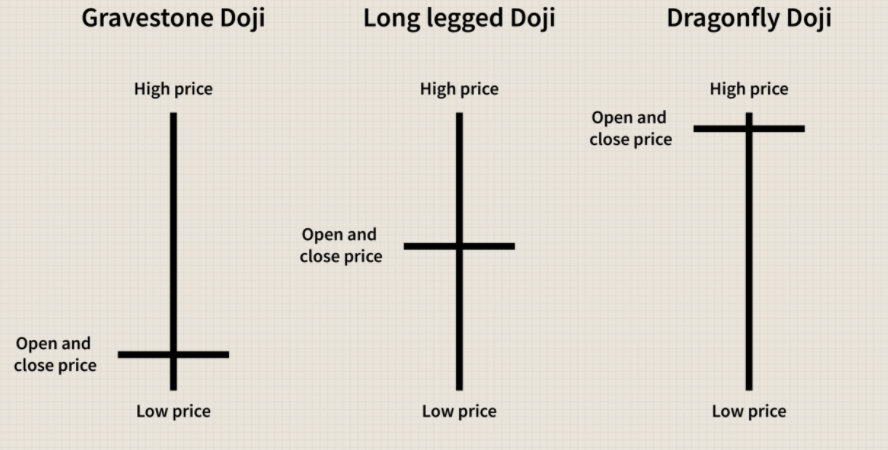 Gravestone Doji
Long legged Doji
Dragonfly Doji
High price
High price
High price
Open and
close price
Open and
close price
Open and
close price
Low price
Low price
Low price